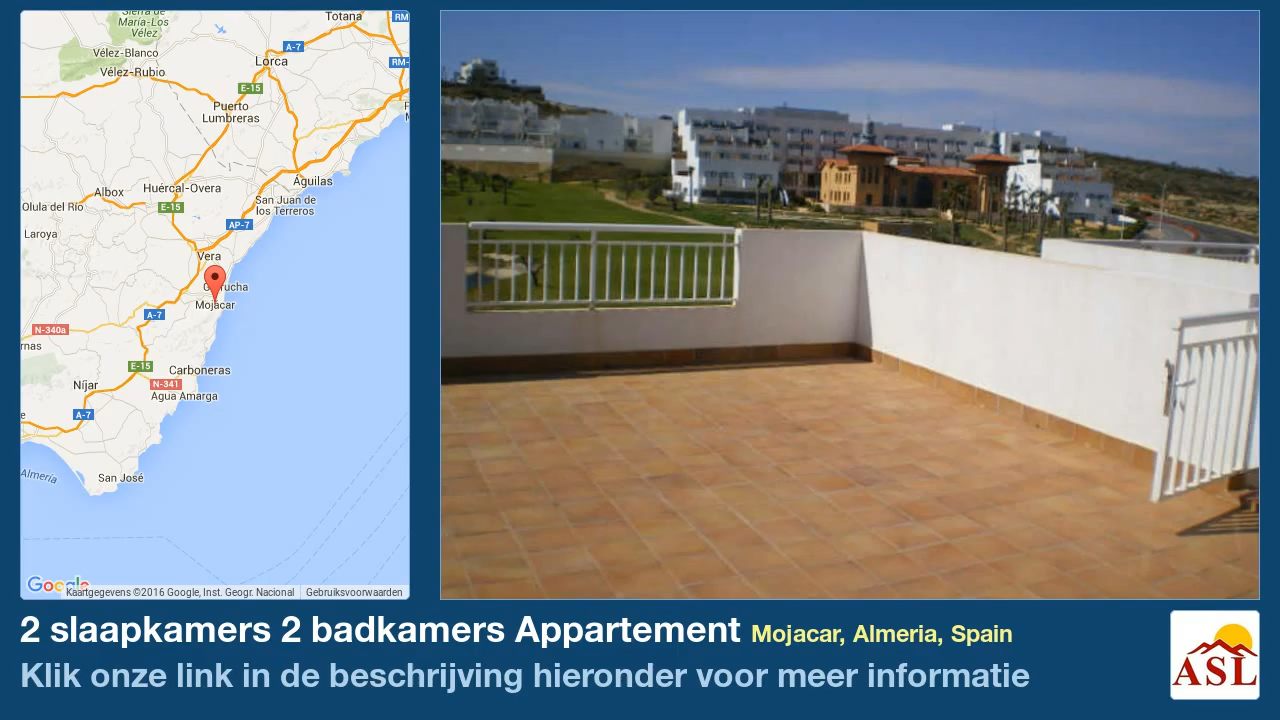 Totana
RM
Sierra de
María-Los
Vélez
A-7
Vélez-Blanco
Lorca
RM-
Vélez-Rubio
E-15
Puerto
Lumbreras
Albox
Huércal-Overa
Águilas
Olula del Río
E-15
San Juan de
los Terreros
AP-7
Laroya
Vera
Mojácar
A-7
N-340a
E-15
Carboneras
Níjar
N-341
Agua Amarga
A-7
Almería
San José
Google
Kaartgegevens ©2016 Google, Inst. Geogr. Nacional Gebruiksvoorwaarden
2 slaapkamers 2 badkamers Appartement Mojacar, Almeria, Spain
Klik onze link in de beschrijving hieronder voor meer informatie
ASL